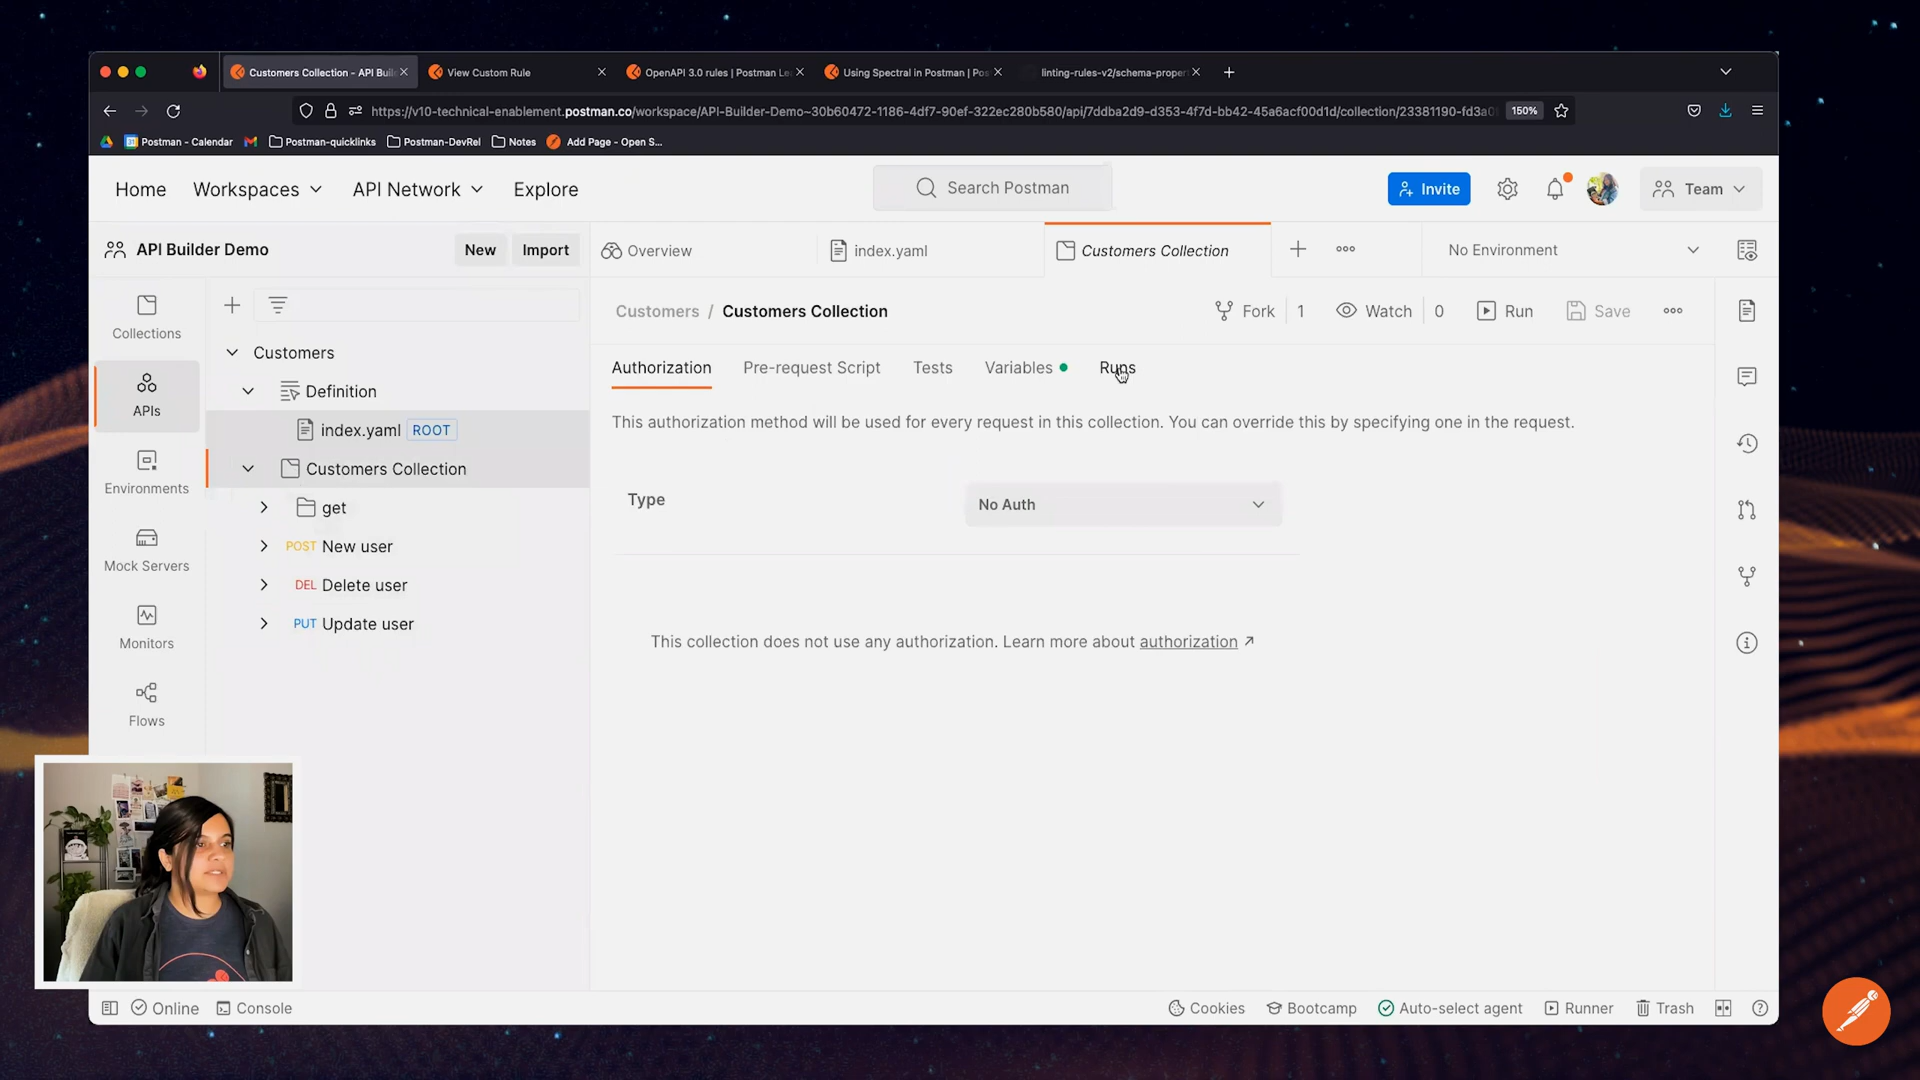 Customers Collection - API Buil
View Custom Rule
OpenAPI 3.0 rules | Postman Le
Using Spectral in Postman | Pos
linting-rules-v2/schema-propert
https://v10-technical-enablement.postman.co/workspace/API-Builder-Demo~30b60472-1186-4df7-90ef-322ec280b580/api/7ddba2d9-d353-4f7d-bb42-45a6acf00d1d/collection/23381190-fd3a0
150%
Postman - Calendar
Postman-quicklinks
Postman-DevRel
Notes
Add Page - Open S...
Home
Workspaces
API Network
Explore
Search Postman
Invite
Team
API Builder Demo
New
Import
Overview
index.yaml
Customers Collection
No Environment
Collections
APIs
Environments
Mock Servers
Monitors
Flows
Customers
Definition
index.yaml ROOT
Customers Collection
get
POST New user
DEL Delete user
PUT Update user
Customers / Customers Collection
Fork 1
Watch 0
Run
Save
Authorization
Pre-request Script
Tests
Variables
Runs
This authorization method will be used for every request in this collection. You can override this by specifying one in the request.
Type
No Auth
This collection does not use any authorization. Learn more about authorization ↗
Online
Console
Cookies
Bootcamp
Auto-select agent
Runner
Trash